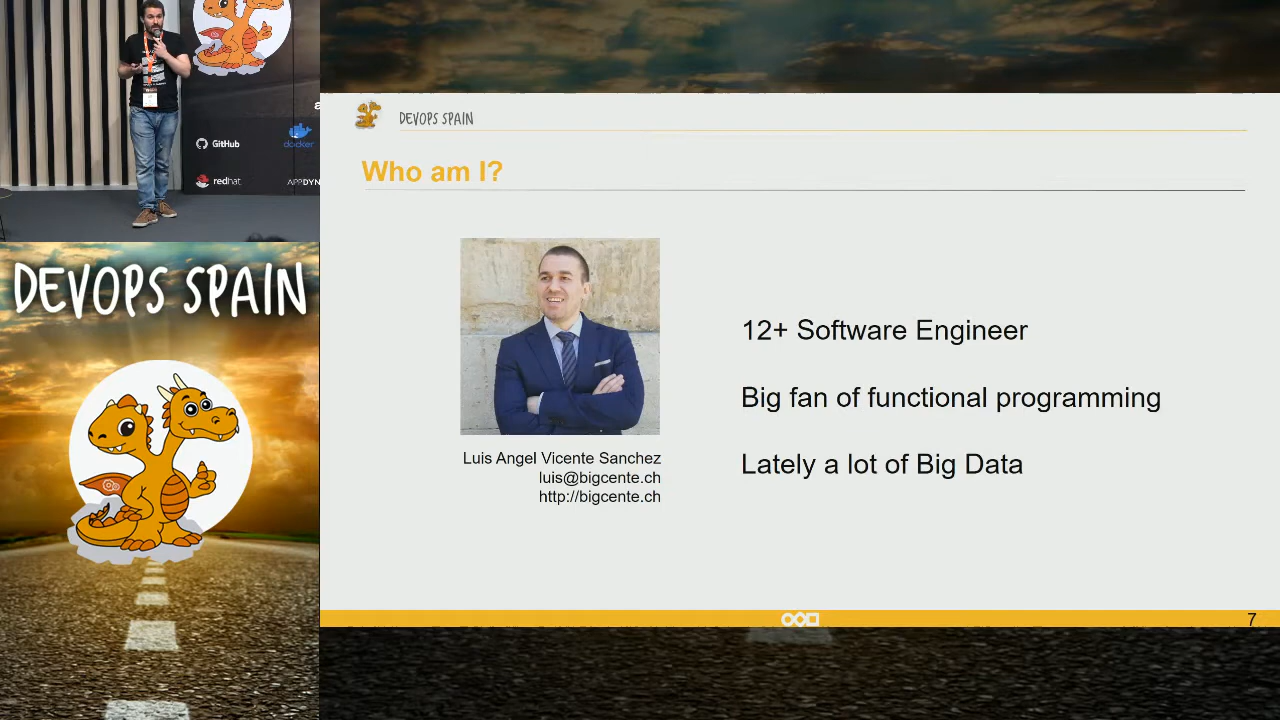 GitHub
docker
redhat
APPDYN
DEVOPS SPAIN
DEVOPS SPAIN
Who am I?
Luis Angel Vicente Sanchez
luis@bigcente.ch
http://bigcente.ch
12+ Software Engineer
Big fan of functional programming
Lately a lot of Big Data
7